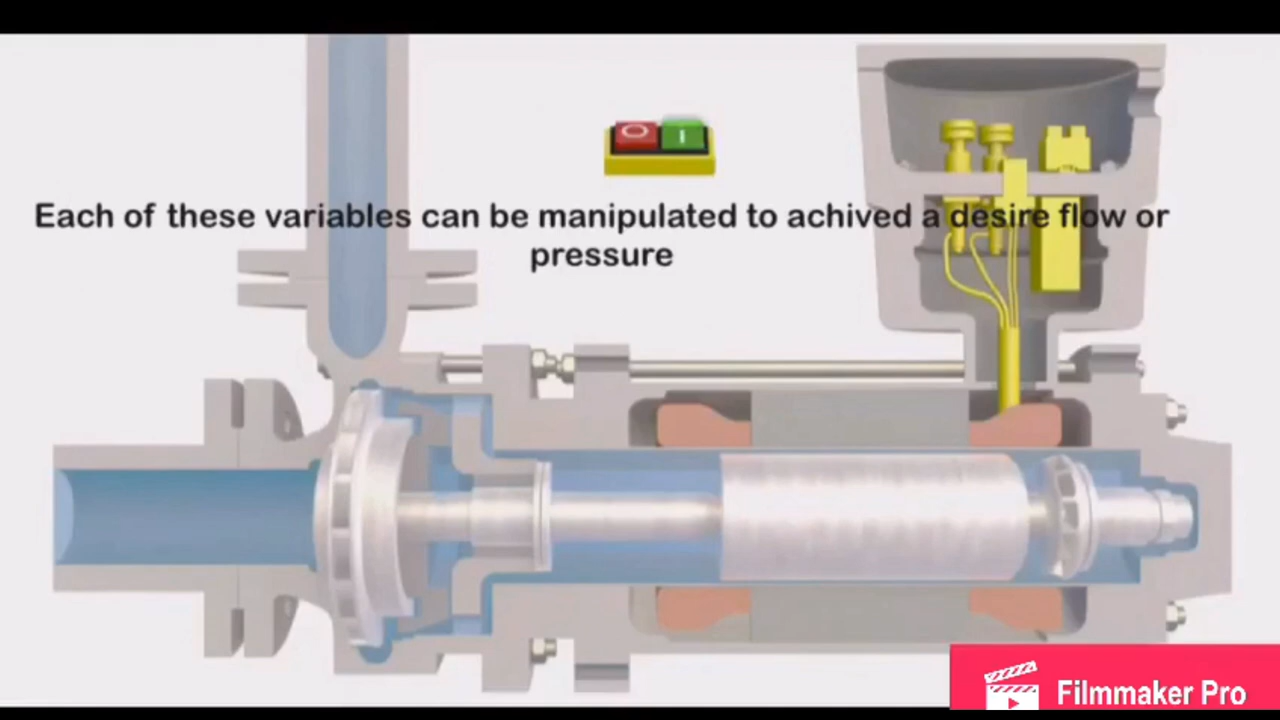 Each of these variables can be manipulated to achived a desire flow or
pressure
Filmmaker Pro